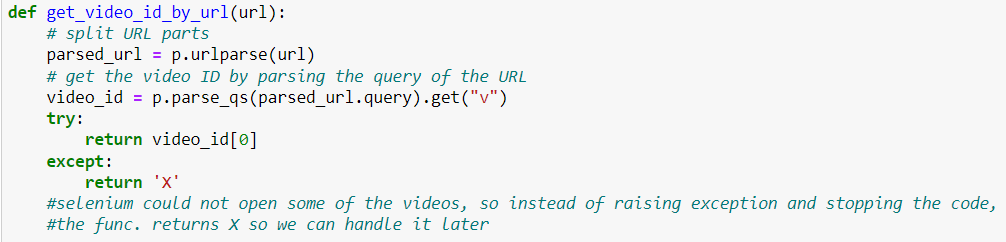 def get_video_id_by_url(url):
    # split URL parts
    parsed_url = p.urlparse(url)
    # get the video ID by parsing the query of the URL
    video_id = p.parse_qs(parsed_url.query).get("v")
    try:
        return video_id[0]
    except:
        return 'X'
    #selenium could not open some of the videos, so instead of raising exception and stopping the code,
    #the func. returns X so we can handle it later